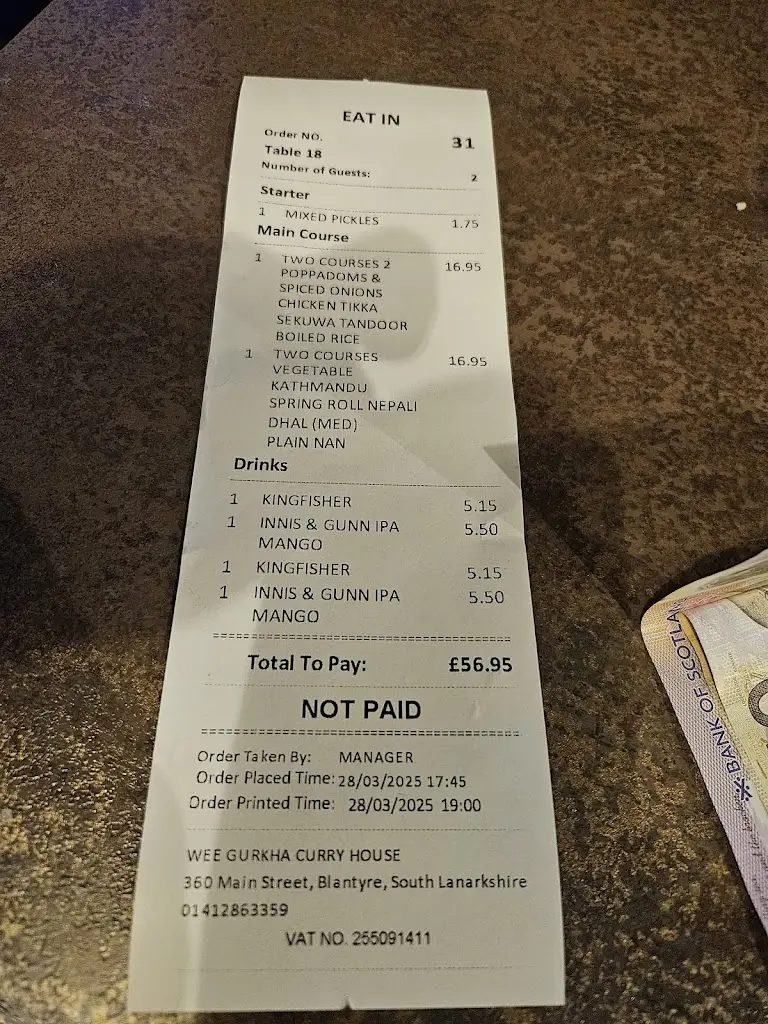 EAT IN
Order NO. 31
Table 18
Number of Guests: 2
Starter
1 MIXED PICKLES 1.75
Main Course
1 TWO COURSES 2 16.95
POPPADOMS &
SPICED ONIONS
CHICKEN TIKKA
SEKUWA TANDOOR
BOILED RICE
1 TWO COURSES 16.95
VEGETABLE
KATHMANDU
SPRING ROLL NEPALI
DHAL (MED)
PLAIN NAN
Drinks
1 KINGFISHER 5.15
1 INNIS & GUNN IPA 5.50
MANGO
1 KINGFISHER 5.15
1 INNIS & GUNN IPA 5.50
MANGO
Total To Pay: £56.95
NOT PAID
Order Taken By: MANAGER
Order Placed Time: 28/03/2025 17:45
Order Printed Time: 28/03/2025 19:00
WEE GURKHA CURRY HOUSE
360 Main Street, Blantyre, South Lanarkshire
01412863359
VAT NO. 255091411
BANK OF SCOTLA